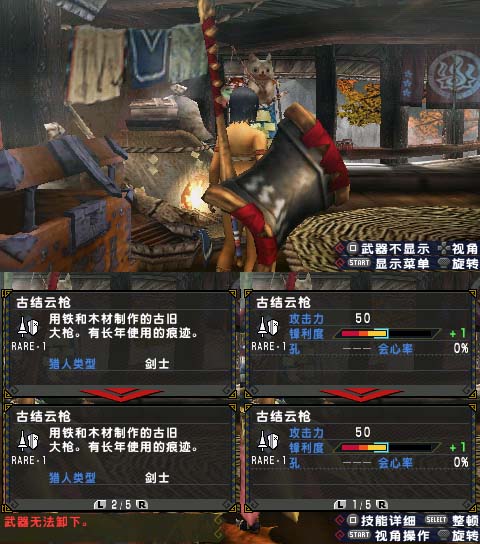 武器不显示 视角
START 显示菜单 旋转
古结云枪
用铁和木材制作的古旧
大枪。有长年使用的痕迹。
RARE-1
猎人类型 剑士
古结云枪
攻击力 50
锋利度 +1
RARE-1
孔 --- 会心率 0%
古结云枪
用铁和木材制作的古旧
大枪。有长年使用的痕迹。
RARE-1
猎人类型 剑士
L 2/5 R
古结云枪
攻击力 50
锋利度 +1
RARE-1
孔 --- 会心率 0%
L 1/5 R
武器无法卸下。
技能详细 SELECT 整顿
START 视角操作 旋转